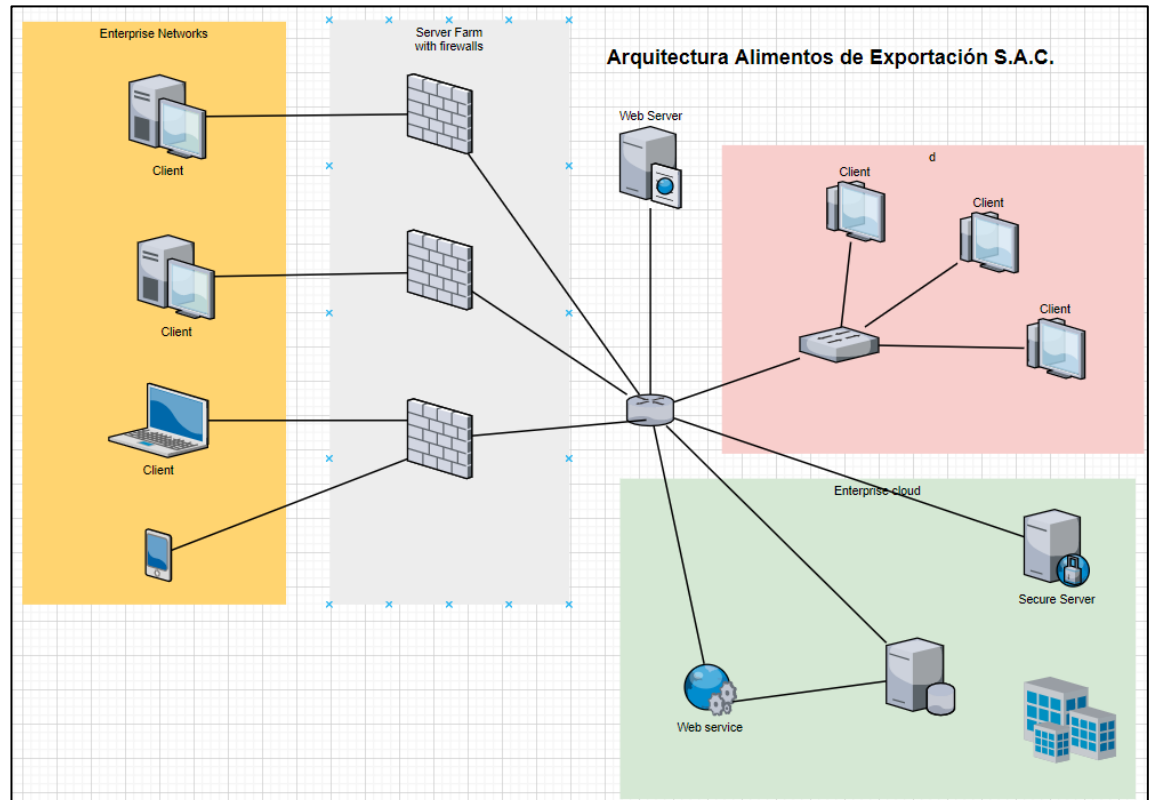 Enterprise Networks
Server Farm
with firewalls
Arquitectura Alimentos de Exportación S.A.C.
Web Server
d
Client
Client
Client
Client
Client
Client
Enterprise cloud
Secure Server
Web service